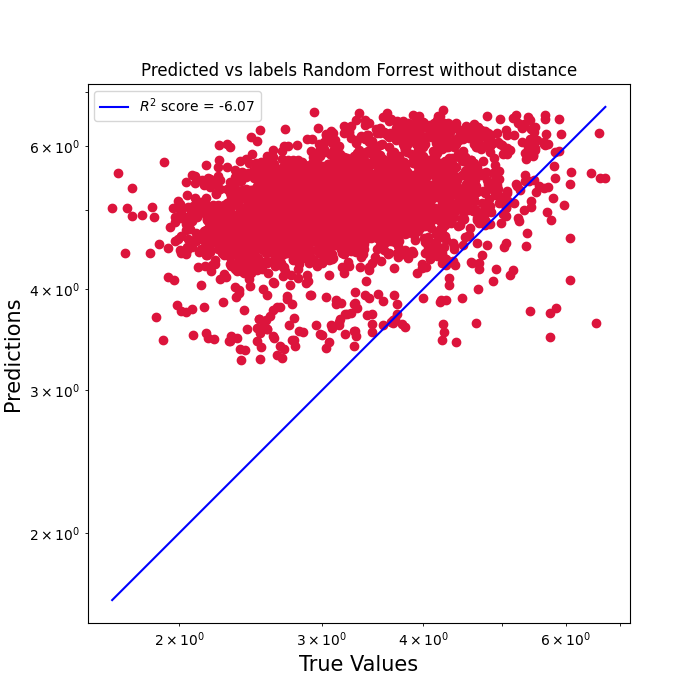 Predicted vs labels Random Forrest without distance
R² score = -6.07
6 × 10⁰
4 × 10⁰
3 × 10⁰
2 × 10⁰
Predictions
2 × 10⁰ 3 × 10⁰ 4 × 10⁰ 6 × 10⁰
True Values